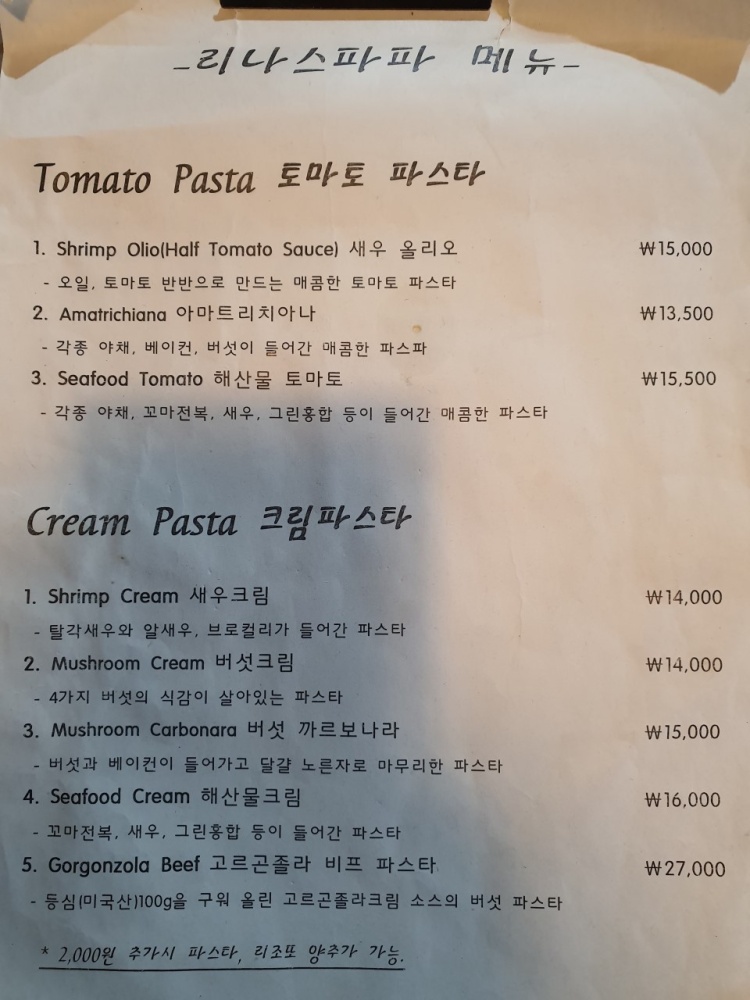 -리나스파파 메뉴-
Tomato Pasta 토마토 파스타
1. Shrimp Olio(Half Tomato Sauce) 새우 올리오 ₩15,000
- 오일, 토마토 반반으로 만드는 매콤한 토마토 파스타
2. Amatrichiana 아마트리치아나 ₩13,500
- 각종 야채, 베이컨, 버섯이 들어간 매콤한 파스파
3. Seafood Tomato 해산물 토마토 ₩15,500
- 각종 야채, 꼬마전복, 새우, 그린홍합 등이 들어간 매콤한 파스타
Cream Pasta 크림파스타
1. Shrimp Cream 새우크림 ₩14,000
- 탈각새우와 알새우, 브로컬리가 들어간 파스타
2. Mushroom Cream 버섯크림 ₩14,000
- 4가지 버섯의 식감이 살아있는 파스타
3. Mushroom Carbonara 버섯 까르보나라 ₩15,000
- 버섯과 베이컨이 들어가고 달걀 노른자로 마무리한 파스타
4. Seafood Cream 해산물크림 ₩16,000
- 꼬마전복, 새우, 그린홍합 등이 들어간 파스타
5. Gorgonzola Beef 고르곤졸라 비프 파스타 ₩27,000
- 등심(미국산)100g을 구워 올린 고르곤졸라크림 소스의 버섯 파스타
* 2,000원 추가시 파스타, 리조또 양추가 가능.